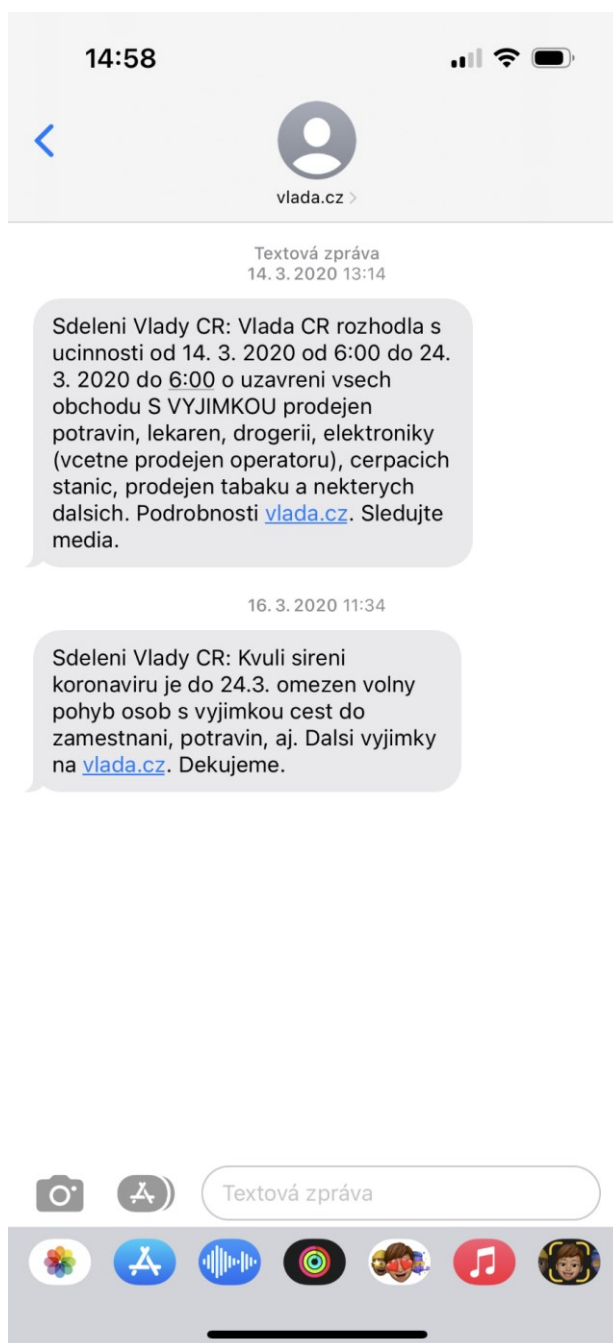 14:58
vlada.cz
Textová zpráva
14. 3. 2020 13:14
Sdeleni Vlady CR: Vlada CR rozhodla s
ucinnosti od 14. 3. 2020 od 6:00 do 24.
3. 2020 do 6:00 o uzavreni vsech
obchodu S VYJIMKOU prodejen
potravin, lekaren, drogerii, elektroniky
(vcetne prodejen operatoru), cerpacich
stanic, prodejen tabaku a nekterych
dalsich. Podrobnosti vlada.cz. Sledujte
media.
16. 3. 2020 11:34
Sdeleni Vlady CR: Kvuli sireni
koronaviru je do 24.3. omezen volny
pohyb osob s vyjimkou cest do
zamestnani, potravin, aj. Dalsi vyjimky
na vlada.cz. Dekujeme.
Textová zpráva